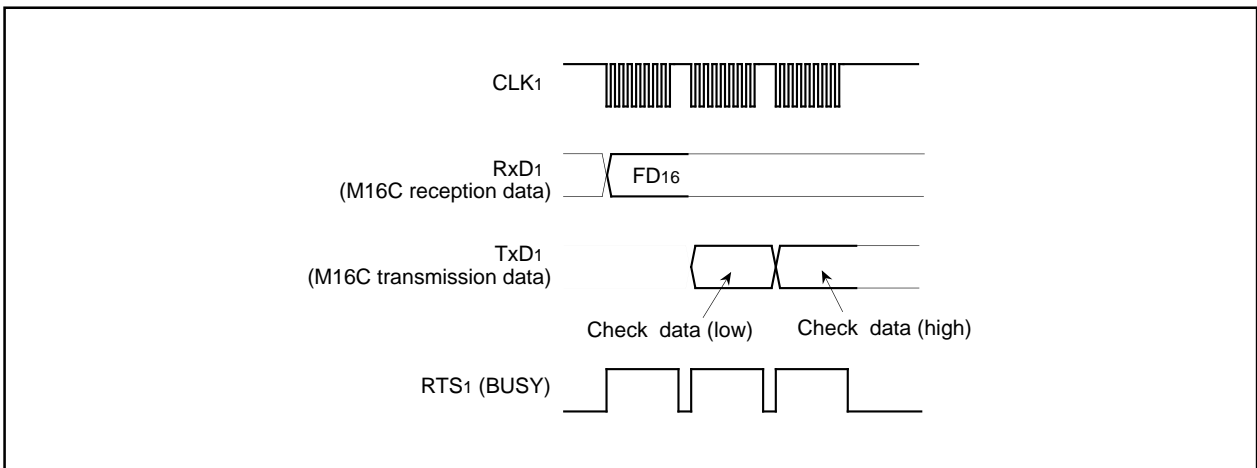 CLK1
RxD1
(M16C reception data)
FD16
TxD1
(M16C transmission data)
Check data (low)
Check data (high)
RTS1 (BUSY)